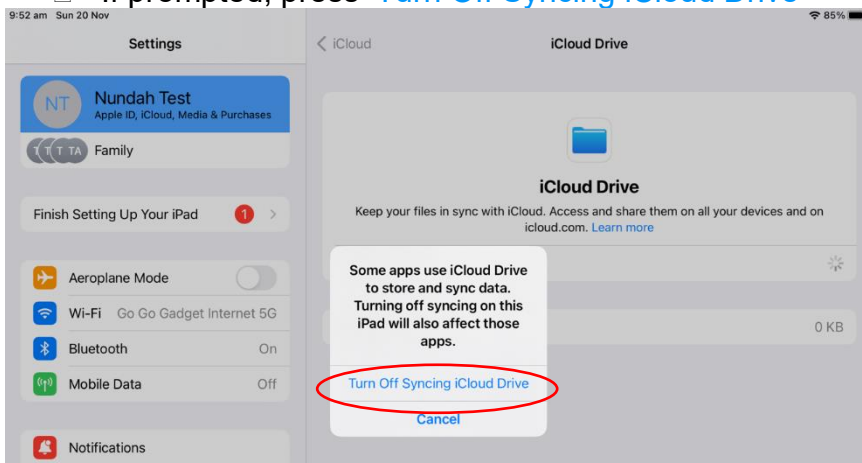 If prompted, press "Turn Off Syncing iCloud Drive"
9:52 am Sun 20 Nov
85%
Settings
iCloud
iCloud Drive
NT
Nundah Test
Apple ID, iCloud, Media & Purchases
T T T TA Family
iCloud Drive
Finish Setting Up Your iPad 1
Keep your files in sync with iCloud. Access and share them on all your devices and on
icloud.com. Learn more
Some apps use iCloud Drive
to store and sync data.
Turning off syncing on this
iPad will also affect those
apps.
Aeroplane Mode
Wi-Fi Go Go Gadget Internet 5G
0 KB
Bluetooth On
Mobile Data Off
Turn Off Syncing iCloud Drive
Cancel
Notifications